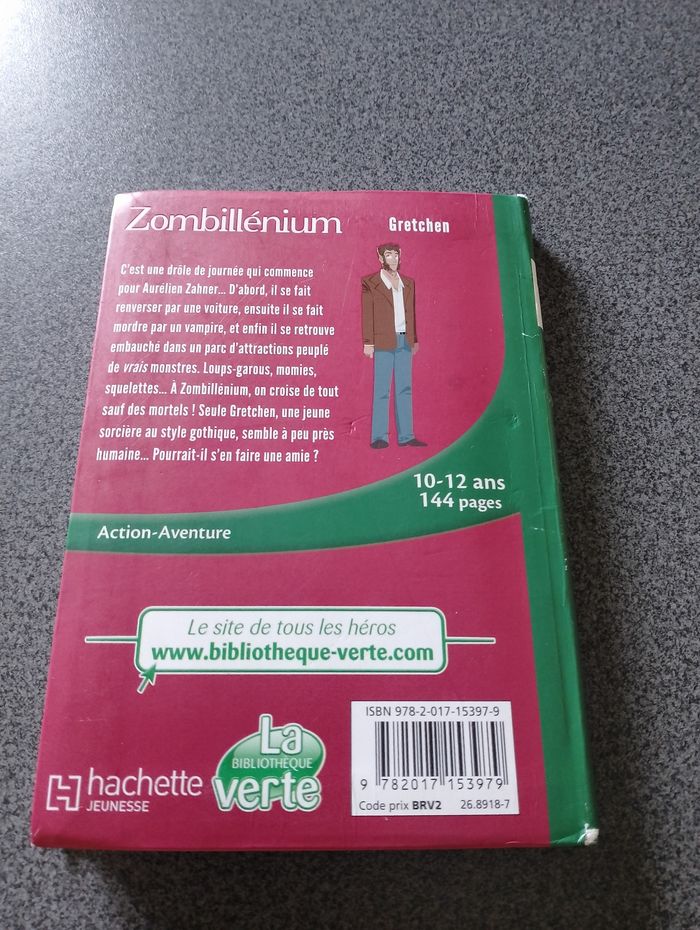 Zombillénium
Gretchen
C'est une drôle de journée qui commence
pour Aurélien Zahner... D'abord, il se fait
renverser par une voiture, ensuite il se fait
mordre par un vampire, et enfin il se retrouve
embauché dans un parc d'attractions peuplé
de vrais monstres. Loups-garous, momies,
squelettes... À Zombillénium, on croise de tout
sauf des mortels ! Seule Gretchen, une jeune
sorcière au style gothique, semble à peu près
humaine... Pourrait-il s'en faire une amie ?
10-12 ans
144 pages
Action-Aventure
Le site de tous les héros
www.bibliotheque-verte.com
hachette
JEUNESSE
La
BIBLIOTHÈQUE
verte
ISBN 978-2-017-15397-9
9 782017 153979
Code prix BRV2 26.8918-7